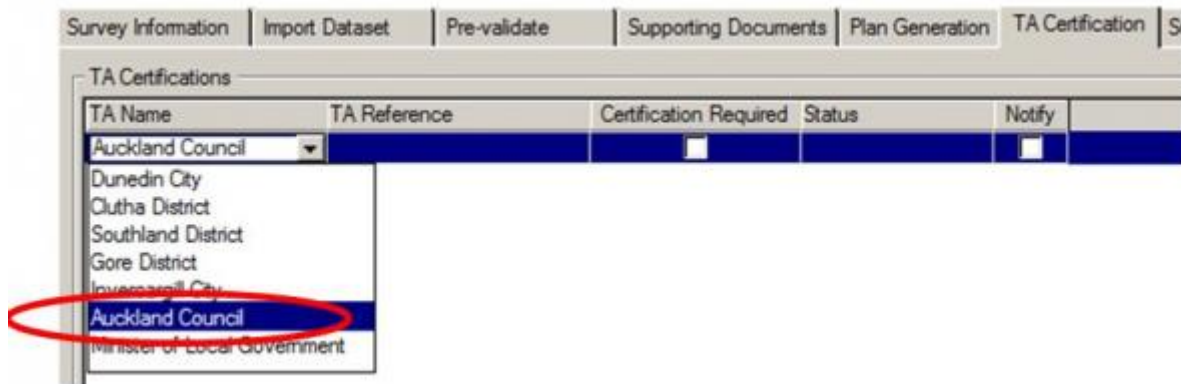 Survey Information Import Dataset Pre-validate Supporting Documents Plan Generation TA Certification
TA Certifications
TA Name TA Reference Certification Required Status Notify
Auckland Council
Dunedin City
Clutha District
Southland District
Gore District
Invercargill City
Auckland Council
Minister of Local Government